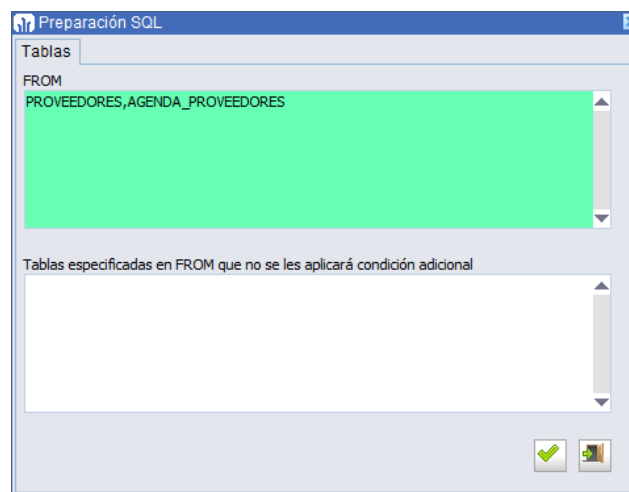 Preparación SQL
Tablas
FROM
PROVEEDORES,AGENDA_PROVEEDORES
Tablas especificadas en FROM que no se les aplicará condición adicional